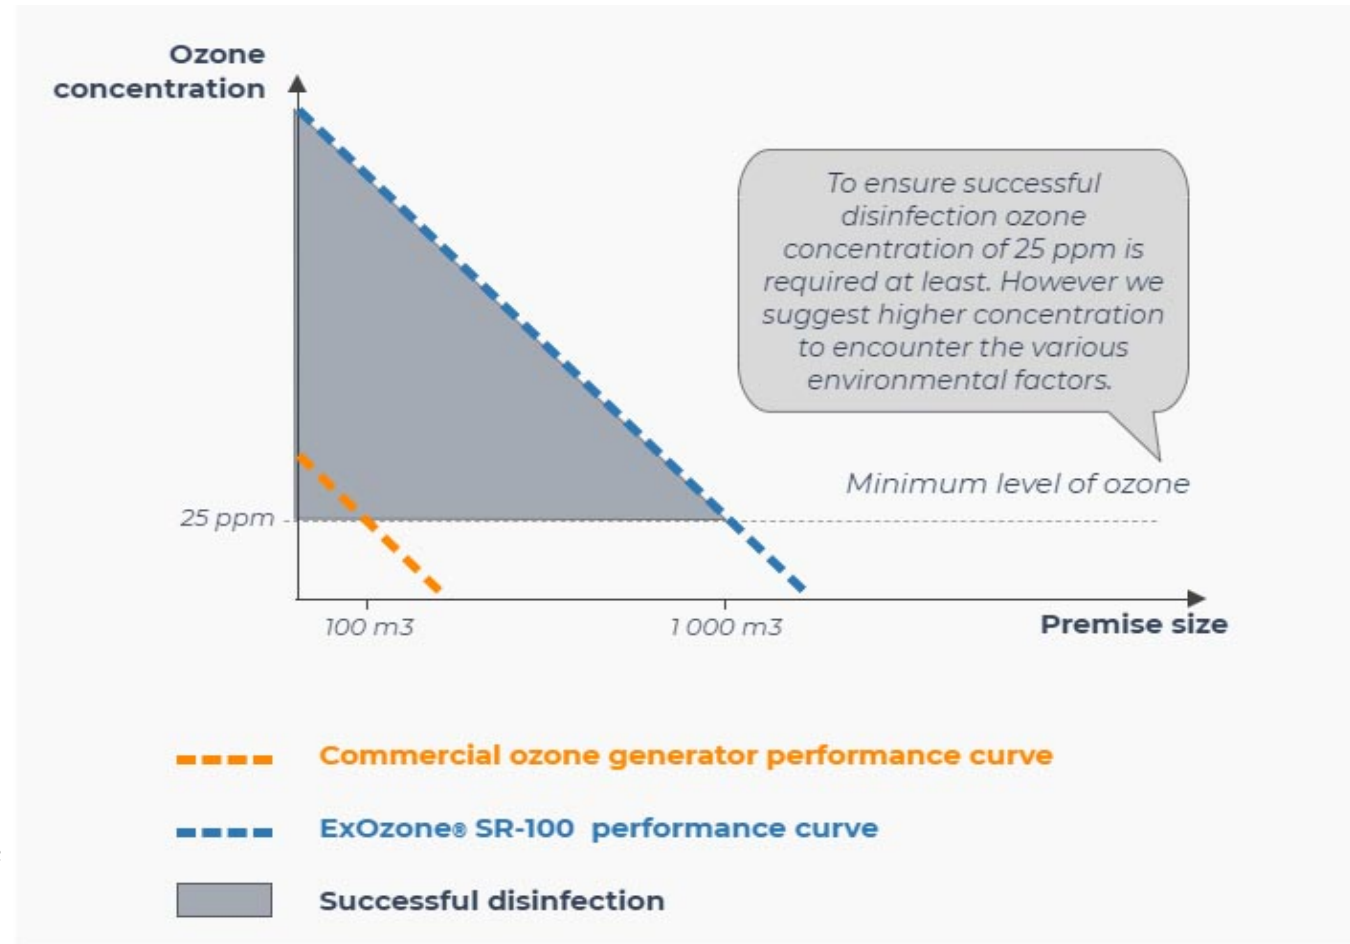 Ozone
concentration
To ensure successful
disinfection ozone
concentration of 25 ppm is
required at least. However we
suggest higher concentration
to encounter the various
environmental factors.
Minimum level of ozone
25 ppm
100 m3
1 000 m3
Premise size
Commercial ozone generator performance curve
ExOzone® SR-100 performance curve
Successful disinfection